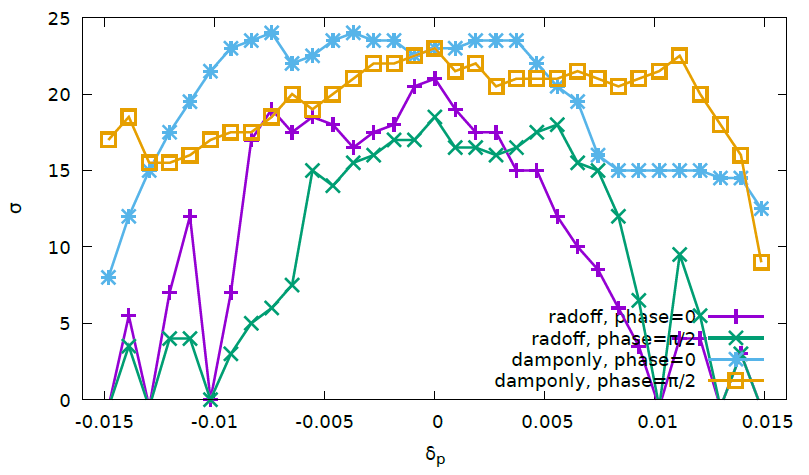 25
20
15
10
5
0
σ
radoff, phase=0
radoff, phase=π/2
damponly, phase=0
damponly, phase=π/2
-0.015 -0.01 -0.005 0 0.005 0.01 0.015
δp